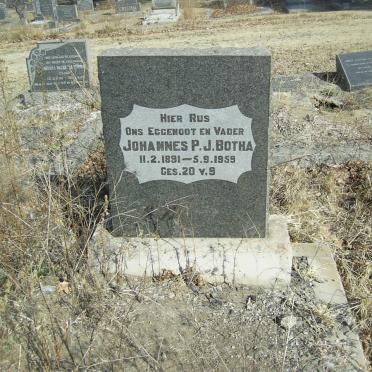 Hier Rus
Ons Eggenoot en Vader
Johannes P.J. Botha
11.2.1891 — 5.9.1959
Ges. 20 v. 9